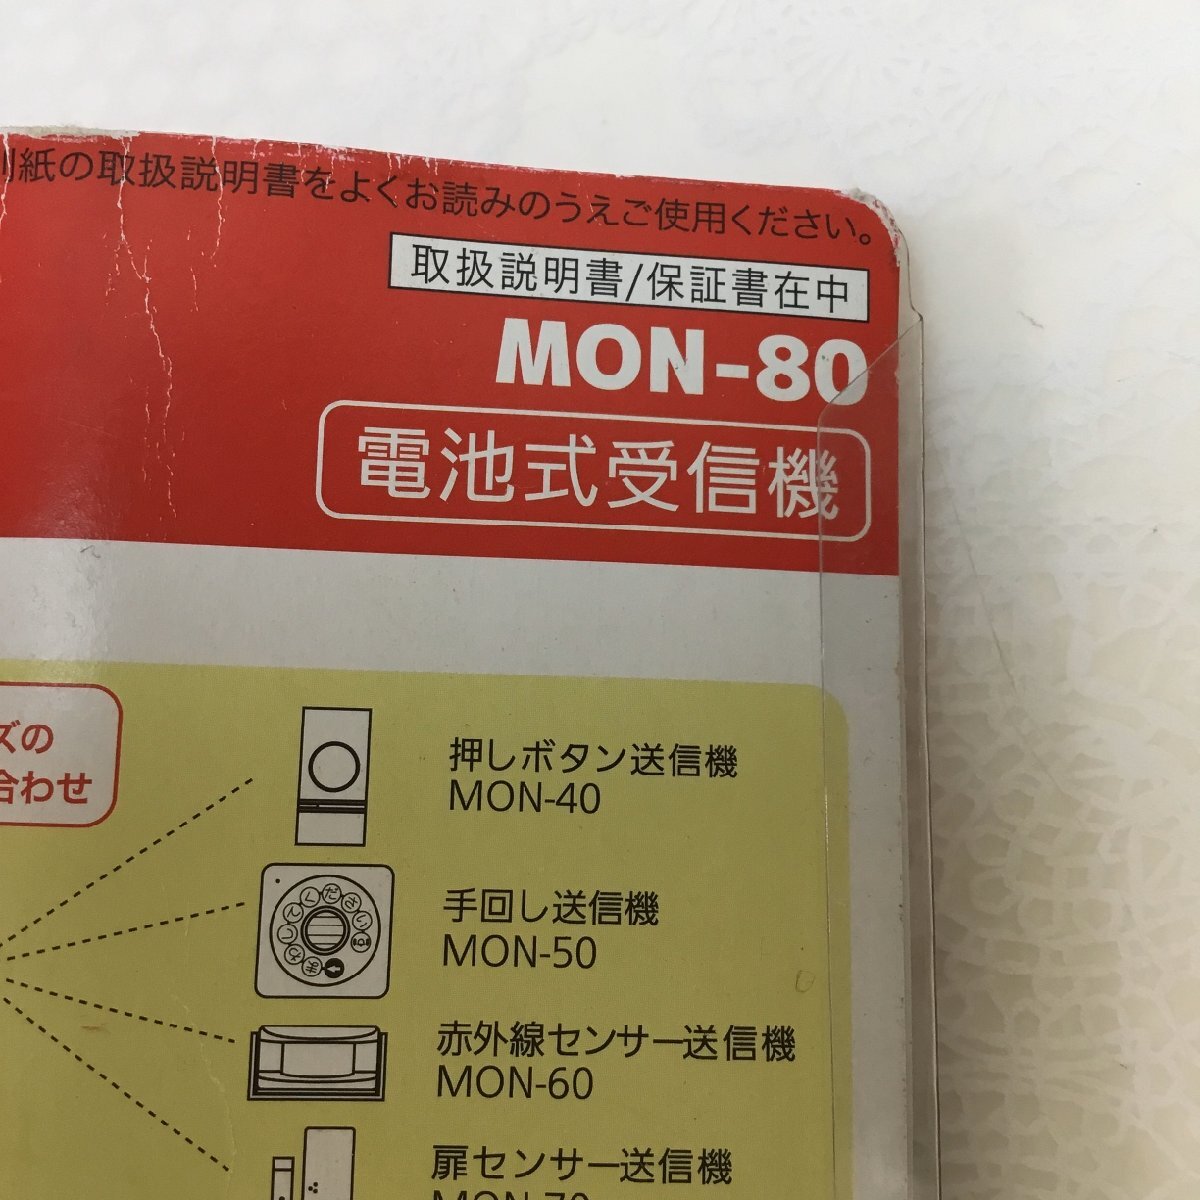 紙の取扱説明書をよくお読みのうえご使用ください。
取扱説明書/保証書在中
MON-80
電池式受信機
ズの
合わせ
押しボタン送信機
MON-40
手回し送信機
MON-50
赤外線センサー送信機
MON-60
扉センサー送信機
MON-70